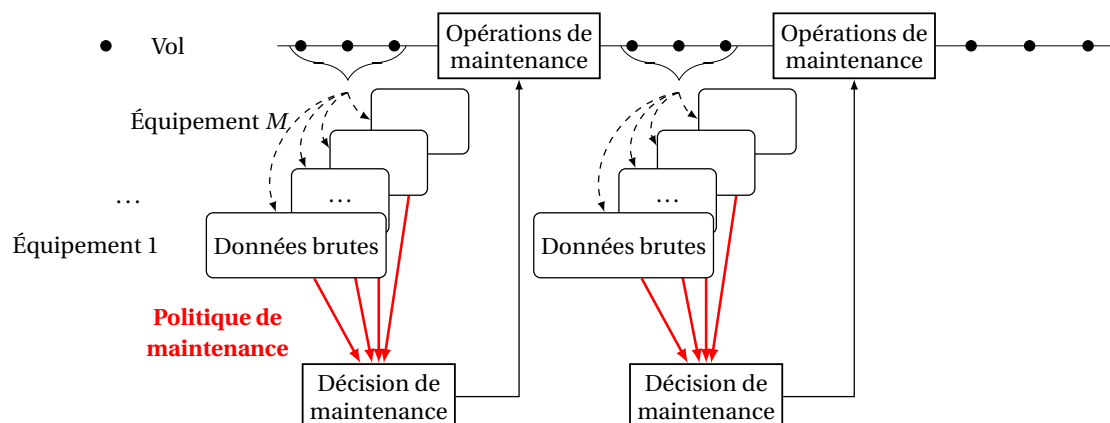 Vol
Opérations de
maintenance
Opérations de
maintenance
Équipement M
...
...
...
Équipement 1
Données brutes
Données brutes
Politique de
maintenance
Décision de
maintenance
Décision de
maintenance